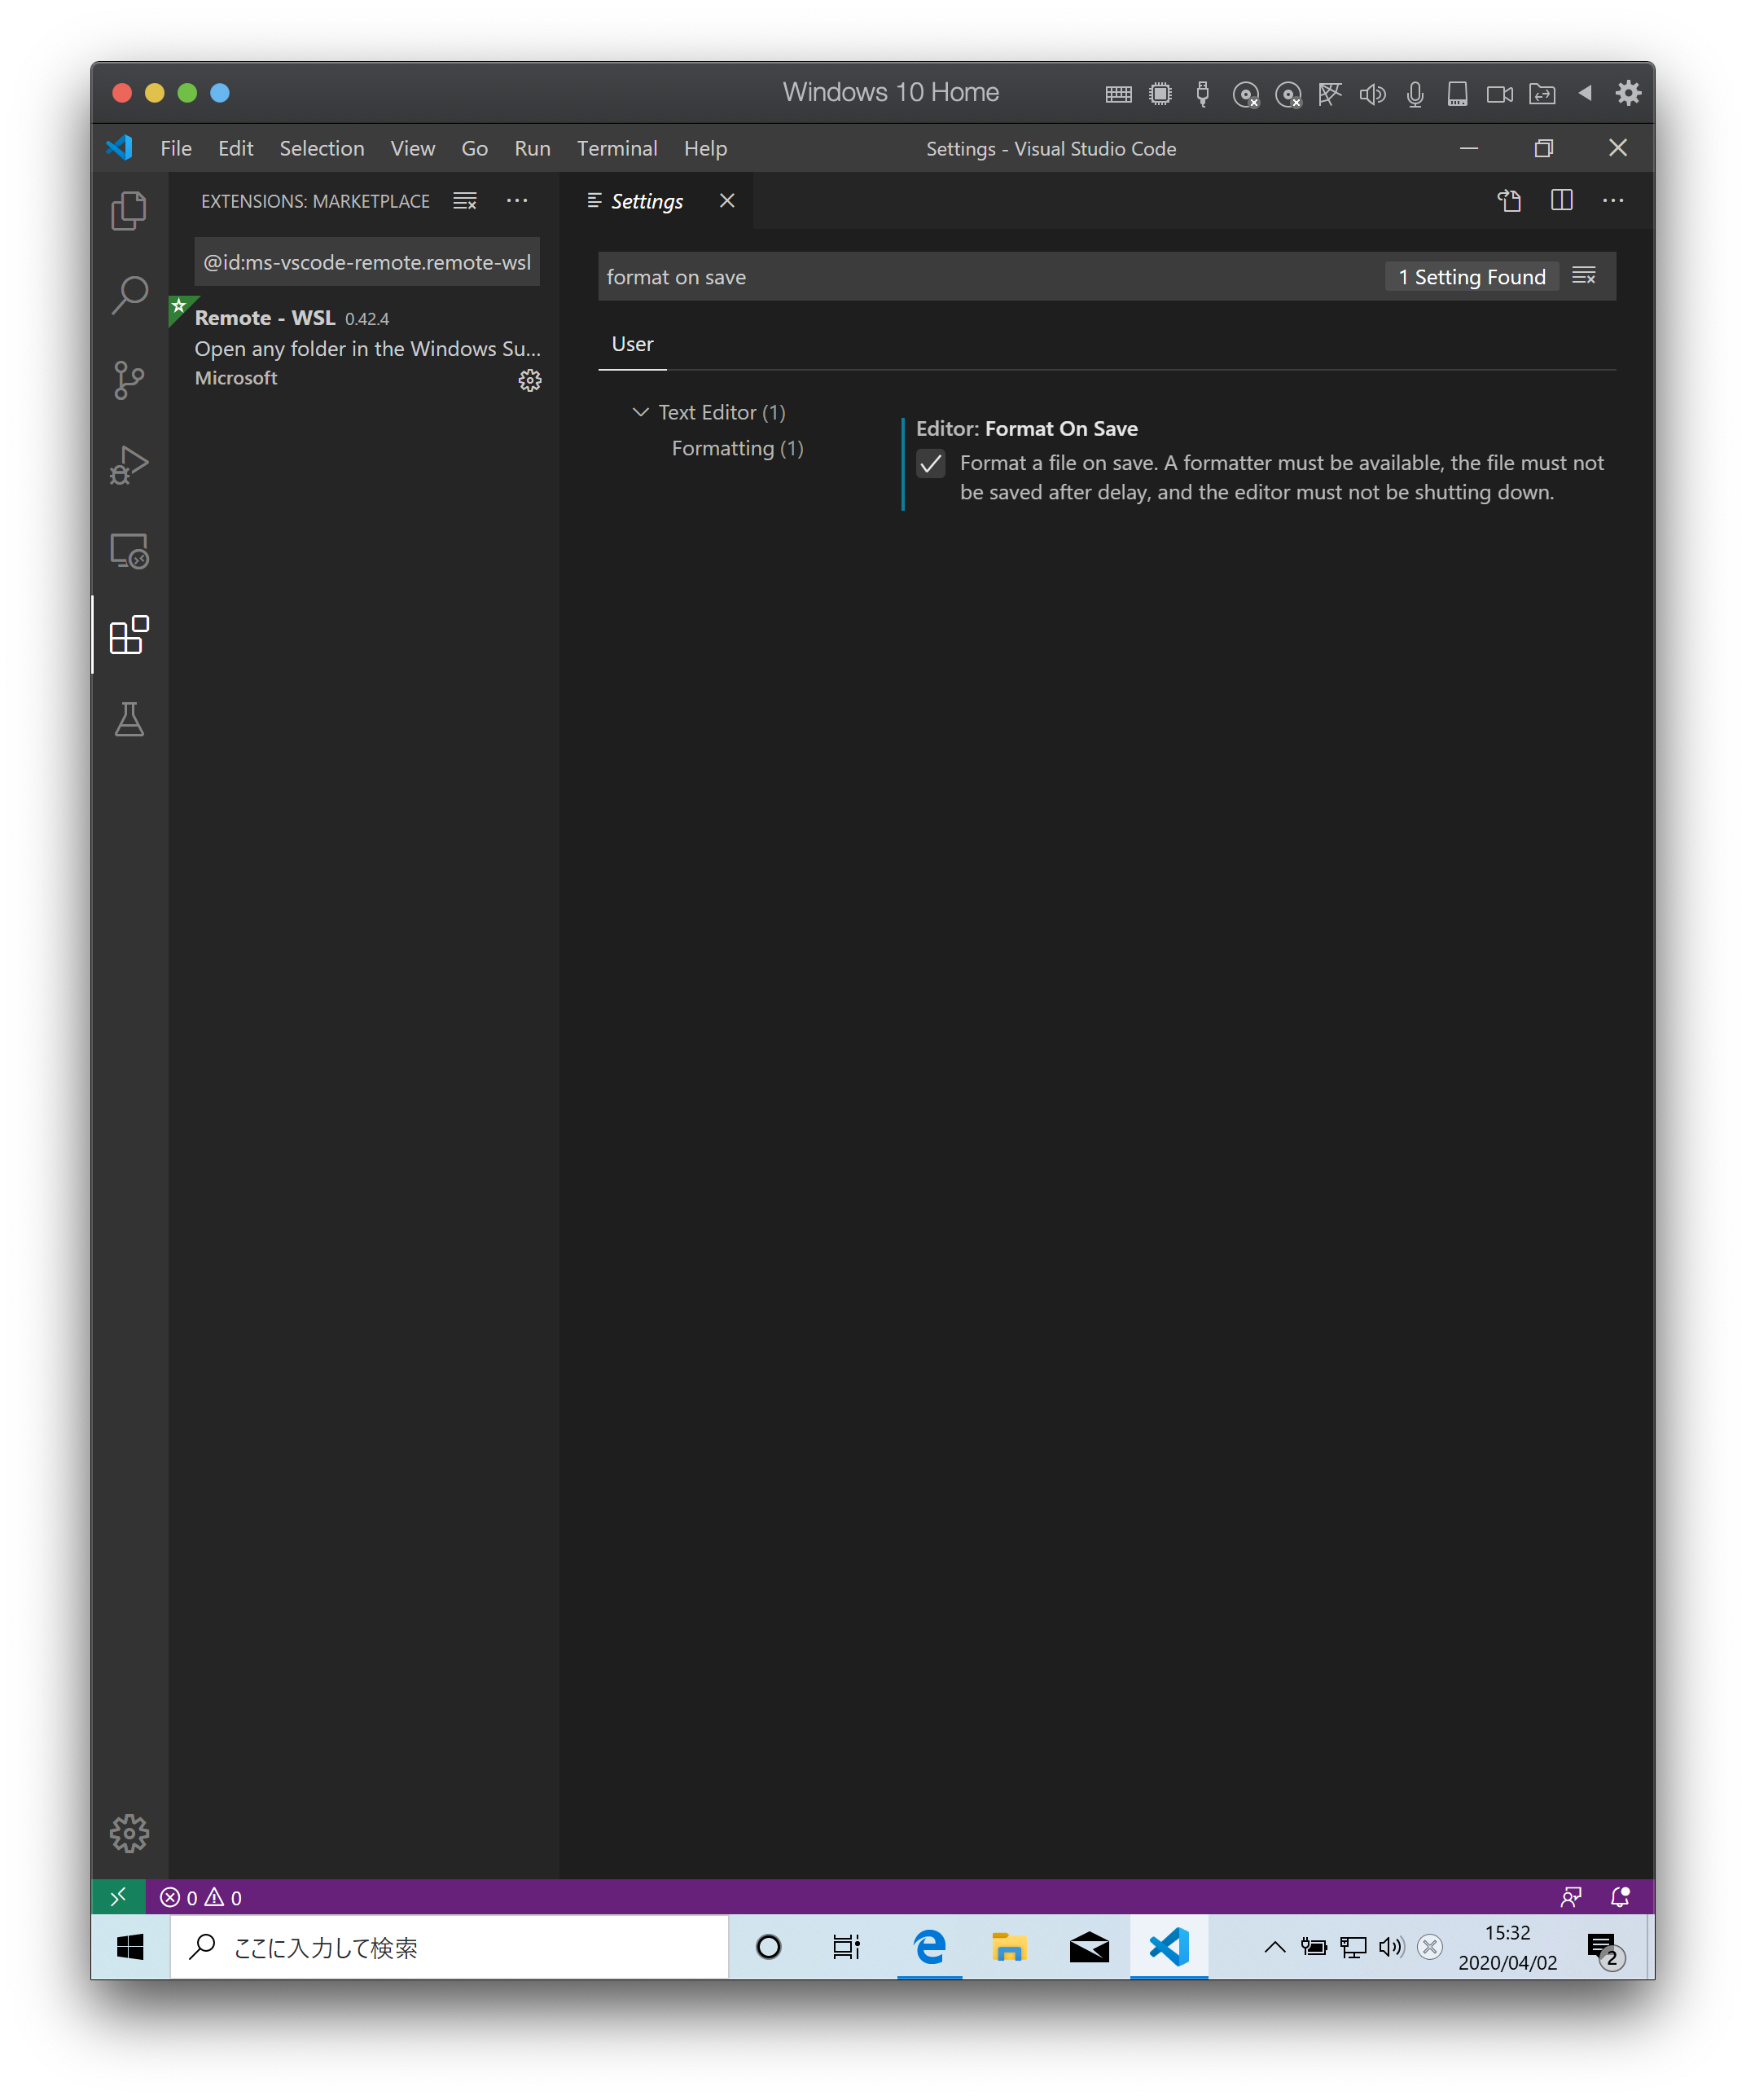 Windows 10 Home
File Edit Selection View Go Run Terminal Help
Settings - Visual Studio Code
EXTENSIONS: MARKETPLACE
@id:ms-vscode-remote.remote-wsl
Remote - WSL 0.42.4
Open any folder in the Windows Su...
Microsoft
Settings
format on save
1 Setting Found
User
Text Editor (1)
Formatting (1)
Editor: Format On Save
Format a file on save. A formatter must be available, the file must not
be saved after delay, and the editor must not be shutting down.
0 0
ここに入力して検索
15:32
2020/04/02
2